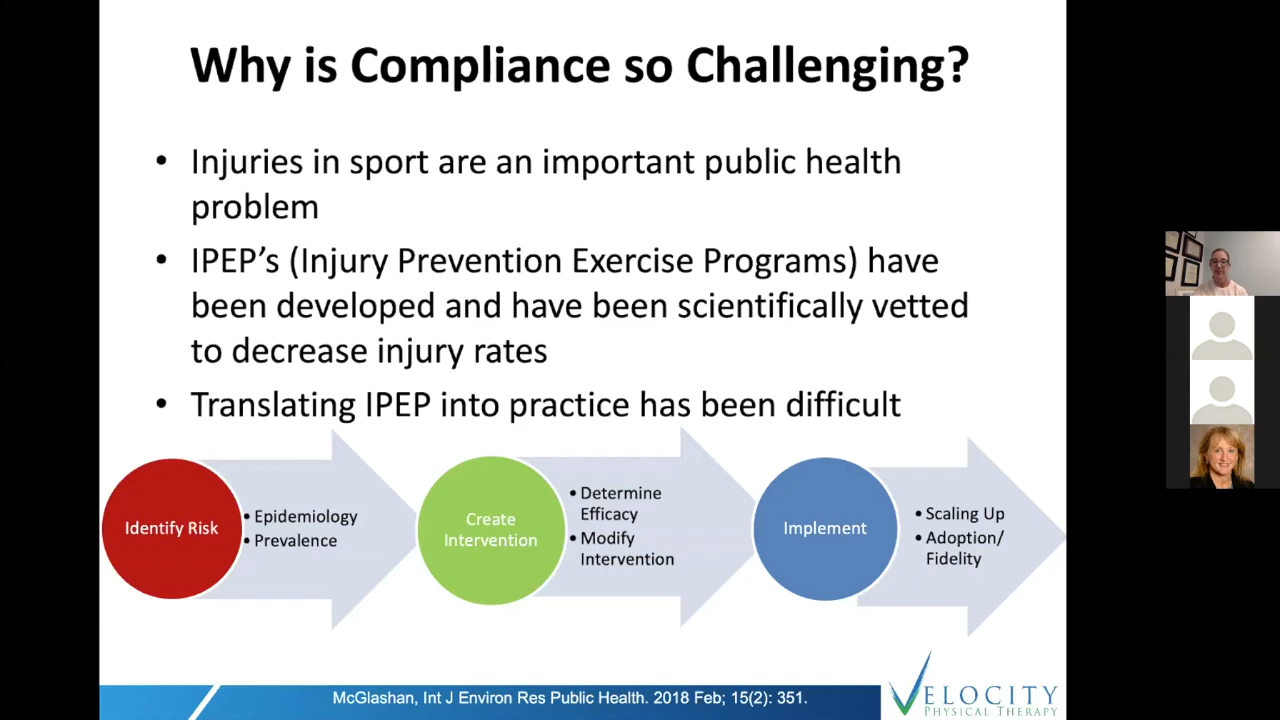 Why is Compliance so Challenging?
• Injuries in sport are an important public health
problem
• IPEP’s (Injury Prevention Exercise Programs) have
been developed and have been scientifically vetted
to decrease injury rates
• Translating IPEP into practice has been difficult
Identify Risk
• Epidemiology
• Prevalence
Create
Intervention
• Determine
Efficacy
• Modify
Intervention
Implement
• Scaling Up
• Adoption/
Fidelity
McGlashan, Int J Environ Res Public Health. 2018 Feb; 15(2): 351.
VELOCITY
PHYSICAL THERAPY